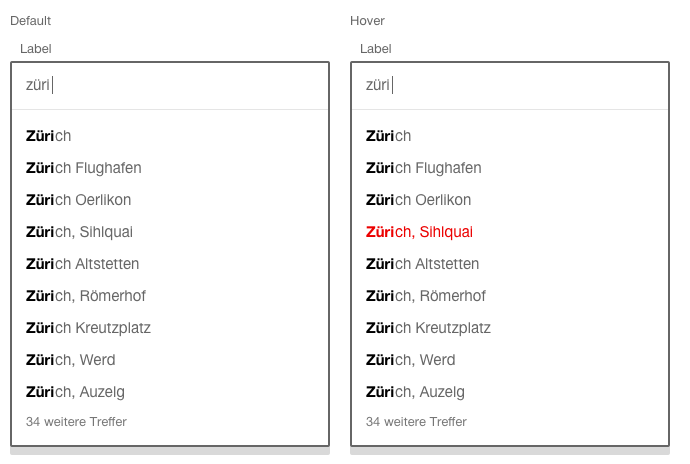 Default
Label
züri
Zürich
Zürich Flughafen
Zürich Oerlikon
Zürich, Sihlquai
Zürich Altstetten
Zürich, Römerhof
Zürich Kreutzplatz
Zürich, Werd
Zürich, Auzelg
34 weitere Treffer
Hover
Label
züri
Zürich
Zürich Flughafen
Zürich Oerlikon
Zürich, Sihlquai
Zürich Altstetten
Zürich, Römerhof
Zürich Kreutzplatz
Zürich, Werd
Zürich, Auzelg
34 weitere Treffer